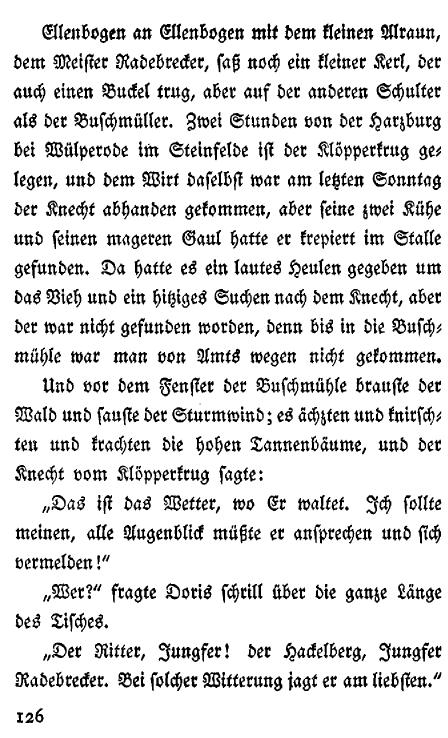 Ellenbogen an Ellenbogen mit dem kleinen Alraun,
dem Meister Radebrecker, saß noch ein kleiner Kerl, der
auch einen Buckel trug, aber auf der anderen Schulter
als der Buschmüller. Zwei Stunden von der Harzburg
bei Wülperode im Steinfelde ist der Klöpperkrug ge-
legen, und dem Wirt daselbst war am letzten Sonntag
der Knecht abhanden gekommen, aber seine zwei Kühe
und seinen mageren Gaul hatte er krepiert im Stalle
gefunden. Da hatte es ein lautes Heulen gegeben um
das Vieh und ein hitziges Suchen nach dem Knecht, aber
der war nicht gefunden worden, denn bis in die Busch-
mühle war man von Amts wegen nicht gekommen.
Und vor dem Fenster der Buschmühle brauste der
Wald und sauste der Sturmwind; es ächzten und knirsch-
ten und krachten die hohen Tannenbäume, und der
Knecht vom Klöpperkrug sagte:
„Das ist das Wetter, wo Er waltet. Ich sollte
meinen, alle Augenblick müßte er ansprechen und sich
vermelden!“
„Wer?“ fragte Doris schrill über die ganze Länge
des Tisches.
„Der Ritter, Jungfer! der Hackelberg, Jungfer
Radebrecker. Bei solcher Witterung jagt er am liebsten.“
126